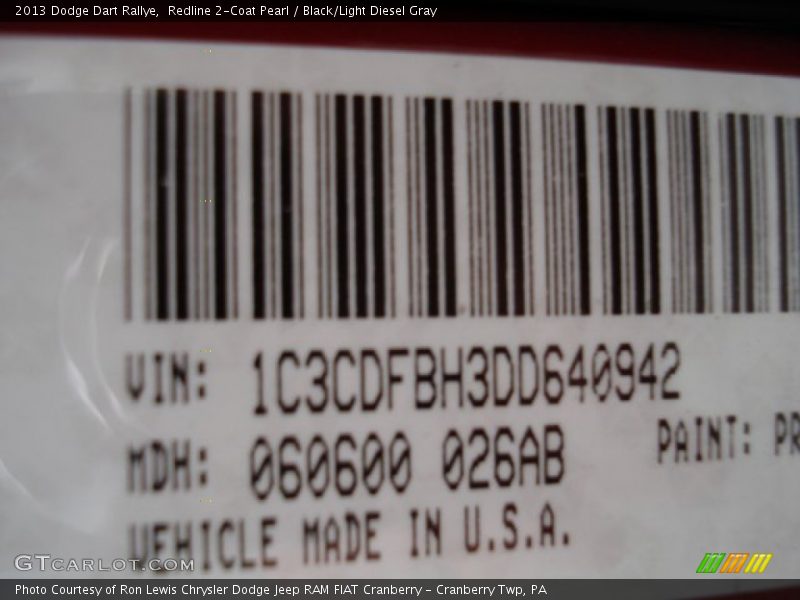 2013 Dodge Dart Rallye,  Redline 2-Coat Pearl / Black/Light Diesel Gray
VIN: 1C3CDFBH3DD640942
MDH: 060600 026AB PAINT: PR
VEHICLE MADE IN U.S.A.
GTCARLOT.COM
Photo Courtesy of Ron Lewis Chrysler Dodge Jeep RAM FIAT Cranberry - Cranberry Twp, PA